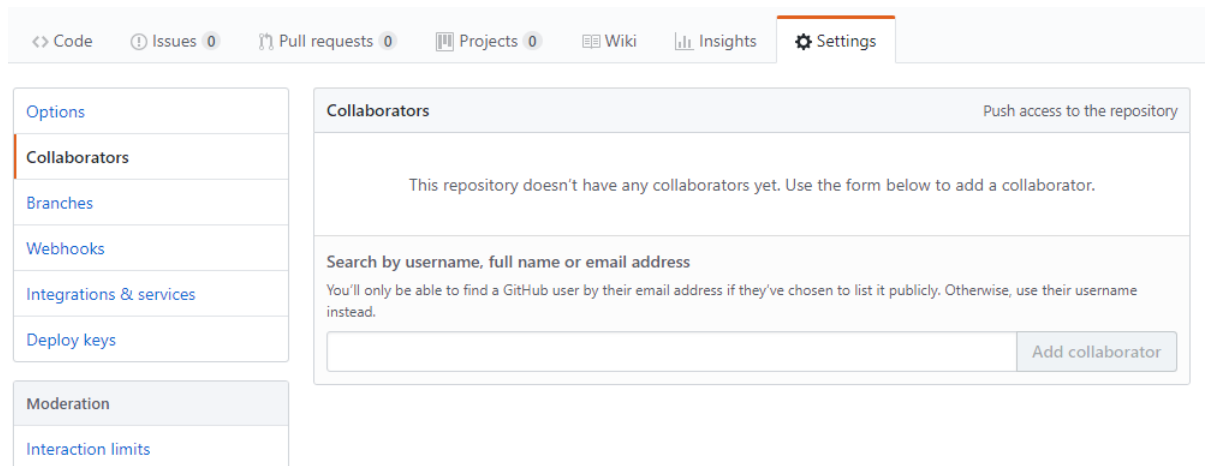 Code Issues 0 Pull requests 0 Projects 0 Wiki Insights Settings
Options
Collaborators
Branches
Webhooks
Integrations & services
Deploy keys
Moderation
Interaction limits
Collaborators Push access to the repository
This repository doesn't have any collaborators yet. Use the form below to add a collaborator.
Search by username, full name or email address
You'll only be able to find a GitHub user by their email address if they've chosen to list it publicly. Otherwise, use their username
instead.
Add collaborator